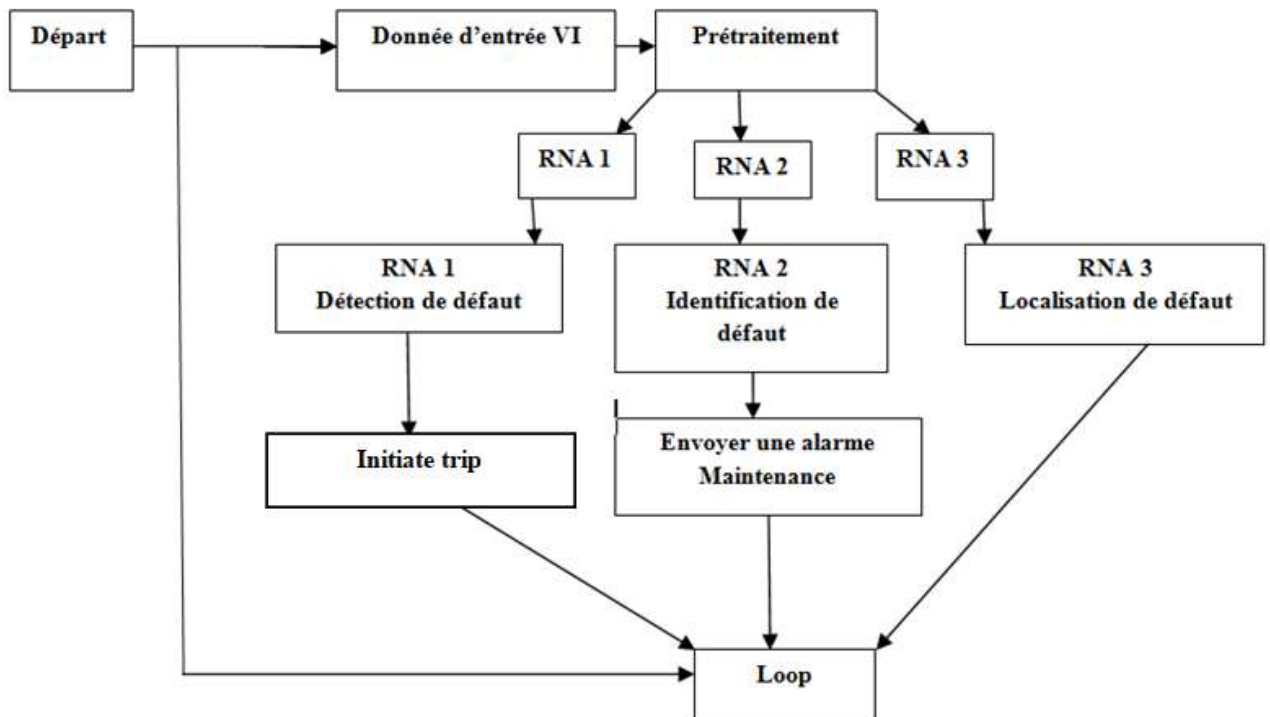 Départ
Donnée d'entrée VI
Prétraitement
RNA 1
RNA 2
RNA 3
RNA 1
Détection de défaut
RNA 2
Identification de
défaut
RNA 3
Localisation de défaut
Initiate trip
Envoyer une alarme
Maintenance
Loop